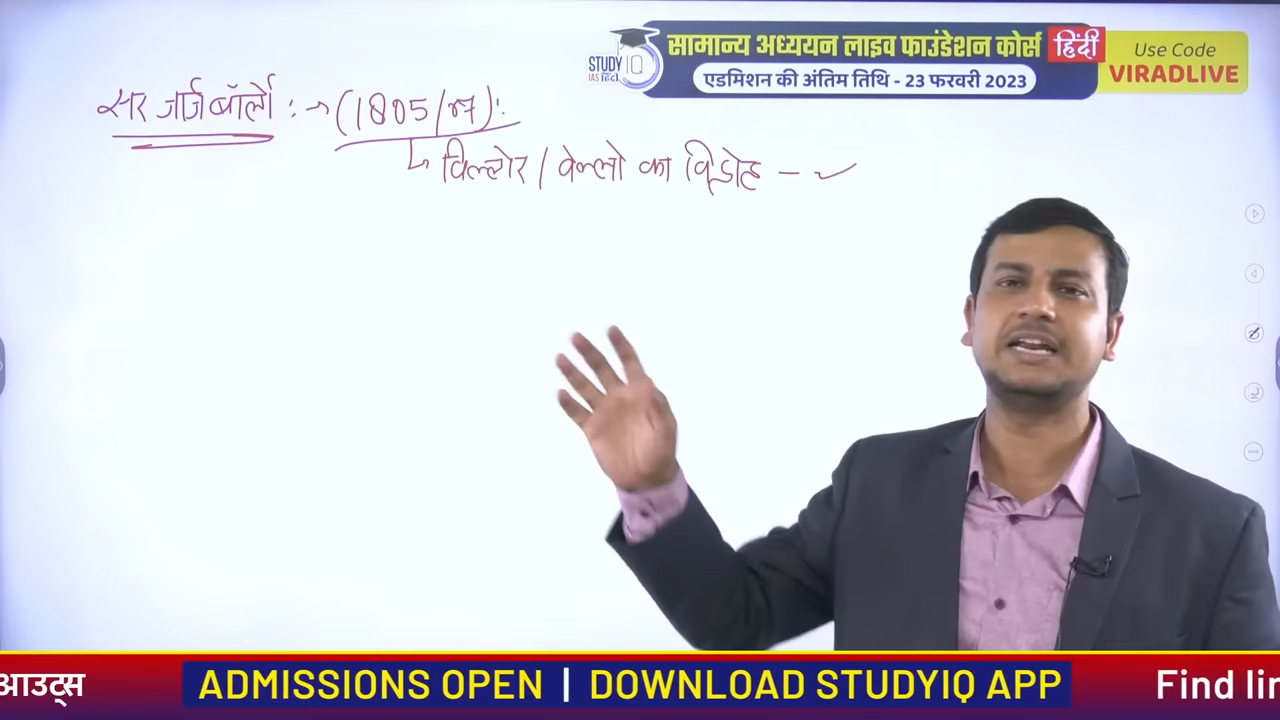 STUDY IQ
IAS हिंदी
सामान्य अध्ययन लाइव फाउंडेशन कोर्स हिंदी
एडमिशन की अंतिम तिथि - 23 फरवरी 2023
Use Code
VIRADLIVE
सर जॉर्ज बॉर्लो :→ (1805/07):
↳ विल्लोर / वेल्लो का विद्रोह - ✓
आउट्स ADMISSIONS OPEN | DOWNLOAD STUDYIQ APP Find lin